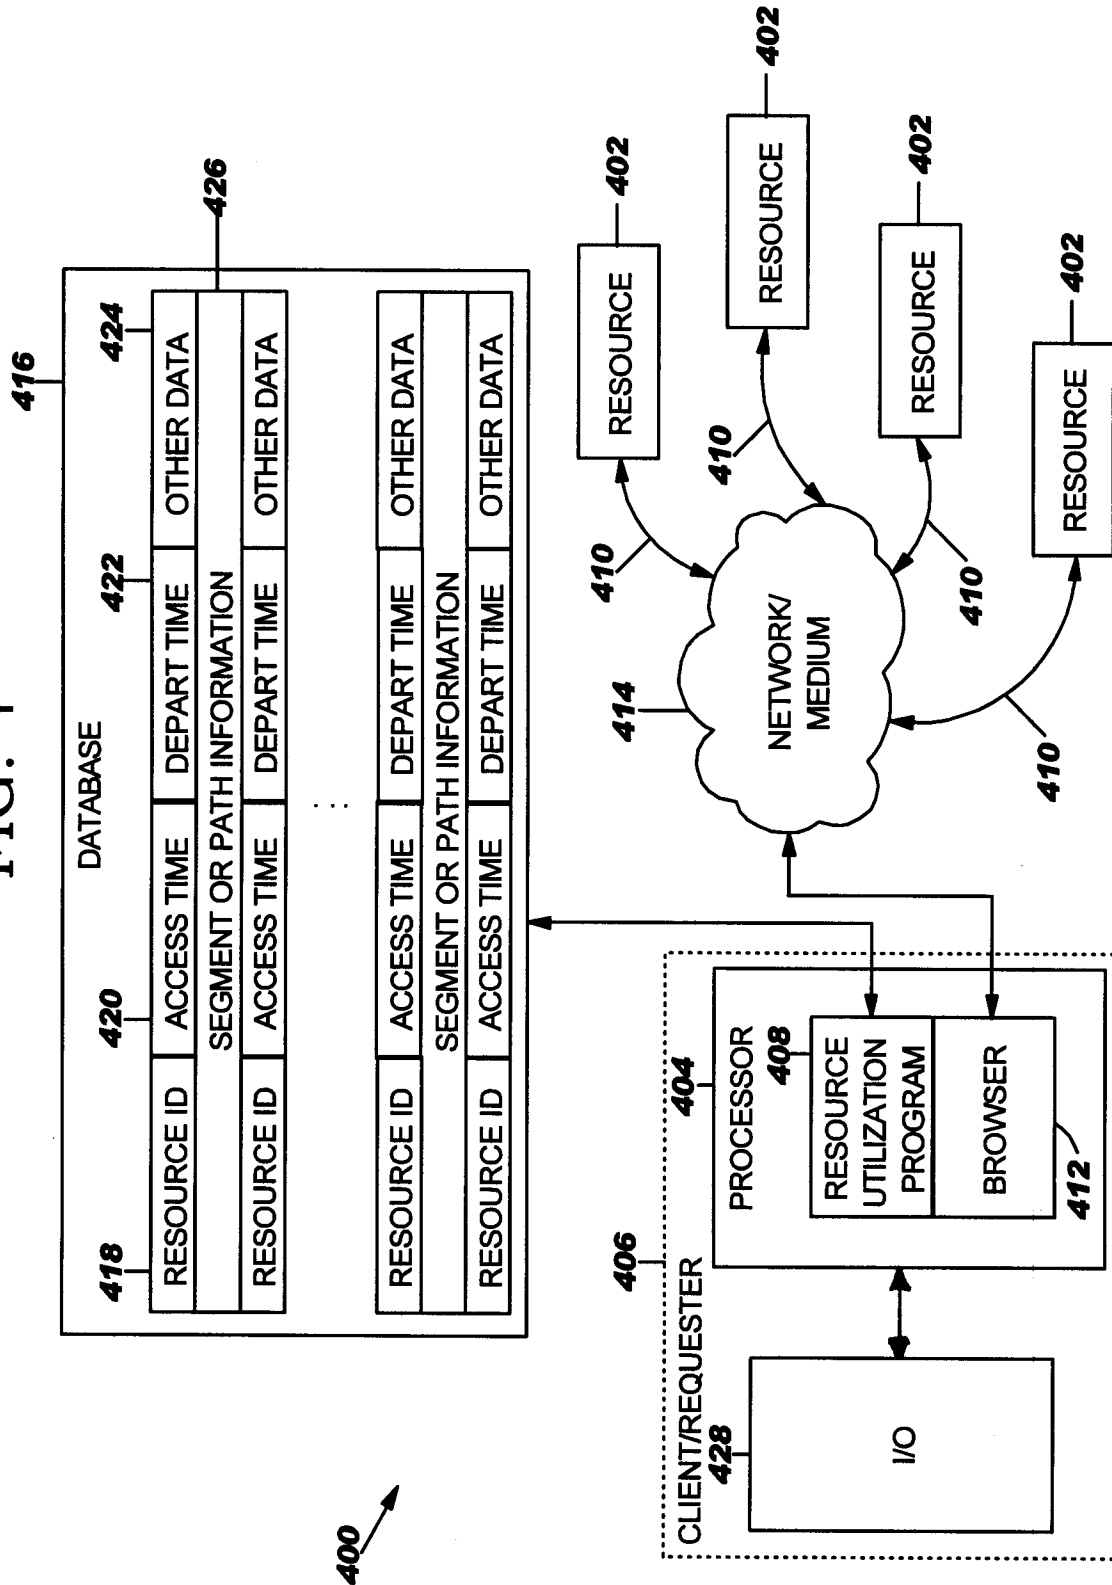 FIG. 4
416
DATABASE
418
420
422
424
RESOURCE ID
ACCESS TIME
DEPART TIME
OTHER DATA
SEGMENT OR PATH INFORMATION
426
RESOURCE ID
ACCESS TIME
DEPART TIME
OTHER DATA
. . .
RESOURCE ID
ACCESS TIME
DEPART TIME
OTHER DATA
SEGMENT OR PATH INFORMATION
RESOURCE ID
ACCESS TIME
DEPART TIME
OTHER DATA
400
406
CLIENT/REQUESTER
428
I/O
404
PROCESSOR
408
RESOURCE
UTILIZATION
PROGRAM
BROWSER
412
414
NETWORK/
MEDIUM
410
410
410
410
RESOURCE
402
RESOURCE
402
RESOURCE
402
RESOURCE
402